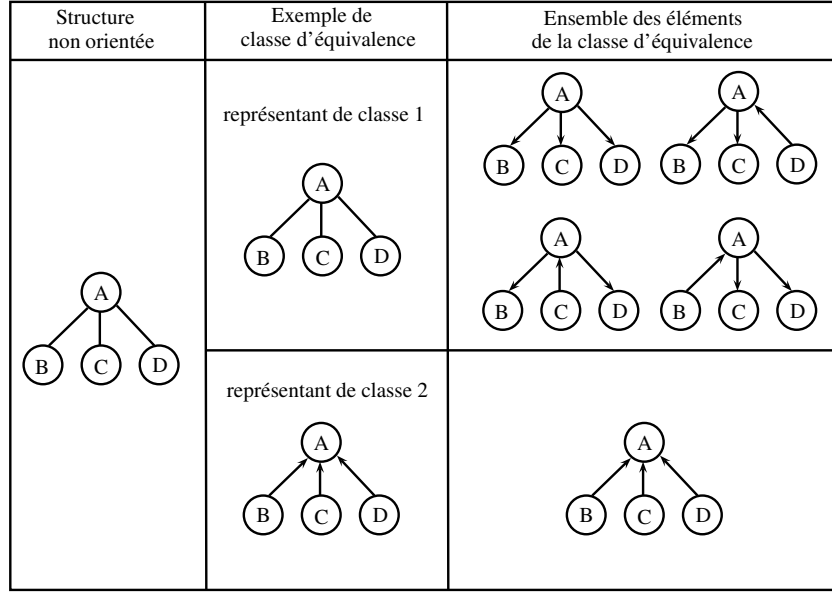 Structure
non orientée
Exemple de
classe d'équivalence
Ensemble des éléments
de la classe d'équivalence
représentant de classe 1
A
B C D
A
B C D
A
B C D
A
B C D
A
B C D
A
B C D
représentant de classe 2
A
B C D
A
B C D